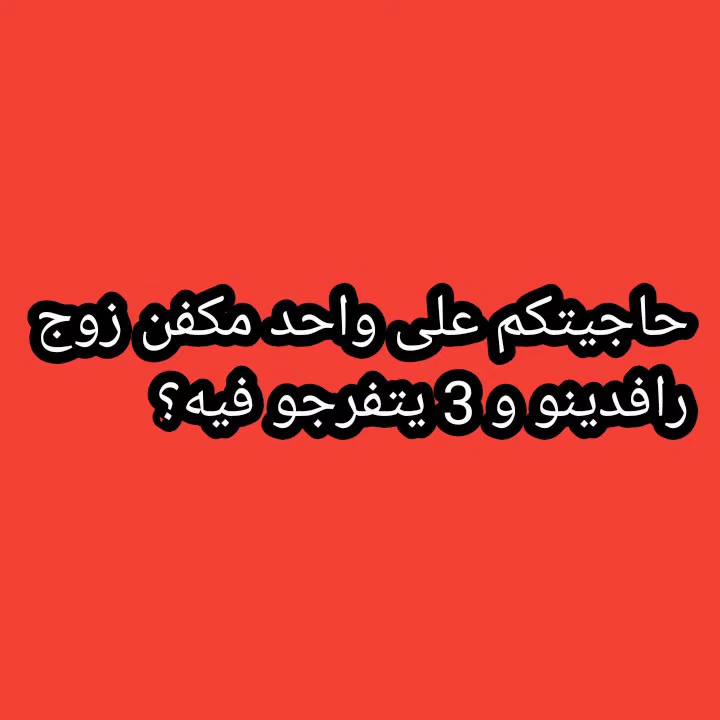 حاجيتكم على واحد مكفن زوج
رافدينو و 3 يتفرجو فيه؟